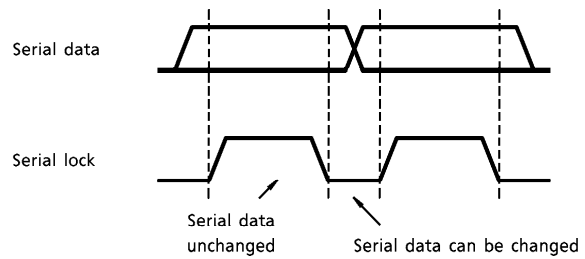 Serial data
Serial lock
Serial data
unchanged
Serial data can be changed